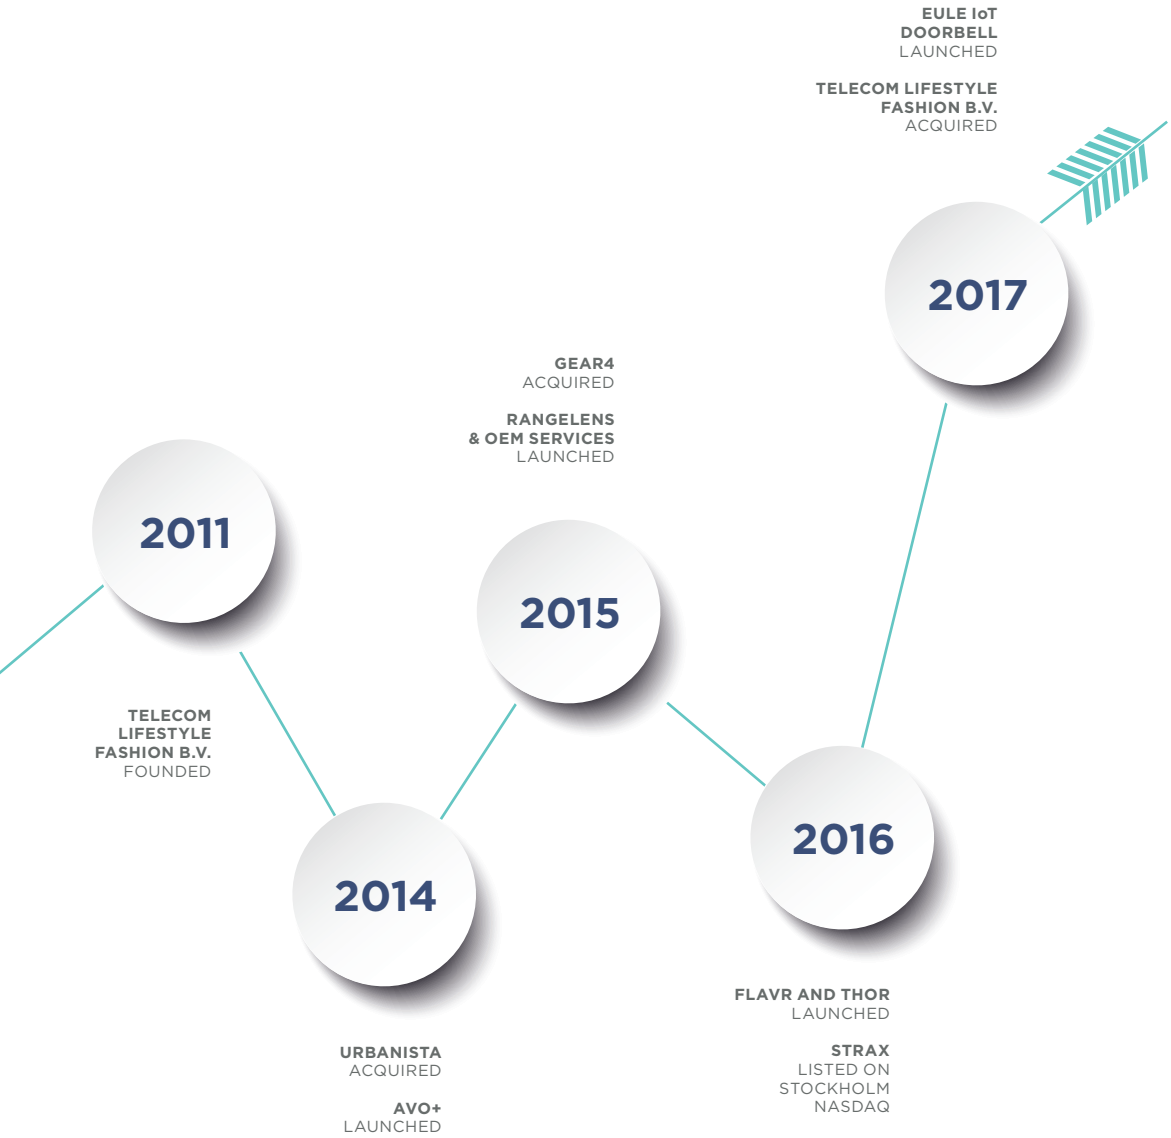 2011
TELECOM
LIFESTYLE
FASHION B.V.
FOUNDED
2014
URBANISTA
ACQUIRED
AVO+
LAUNCHED
GEAR4
ACQUIRED
RANGELENS
& OEM SERVICES
LAUNCHED
2015
2016
FLAVR AND THOR
LAUNCHED
STRAX
LISTED ON
STOCKHOLM
NASDAQ
EULE IoT
DOORBELL
LAUNCHED
TELECOM LIFESTYLE
FASHION B.V.
ACQUIRED
2017